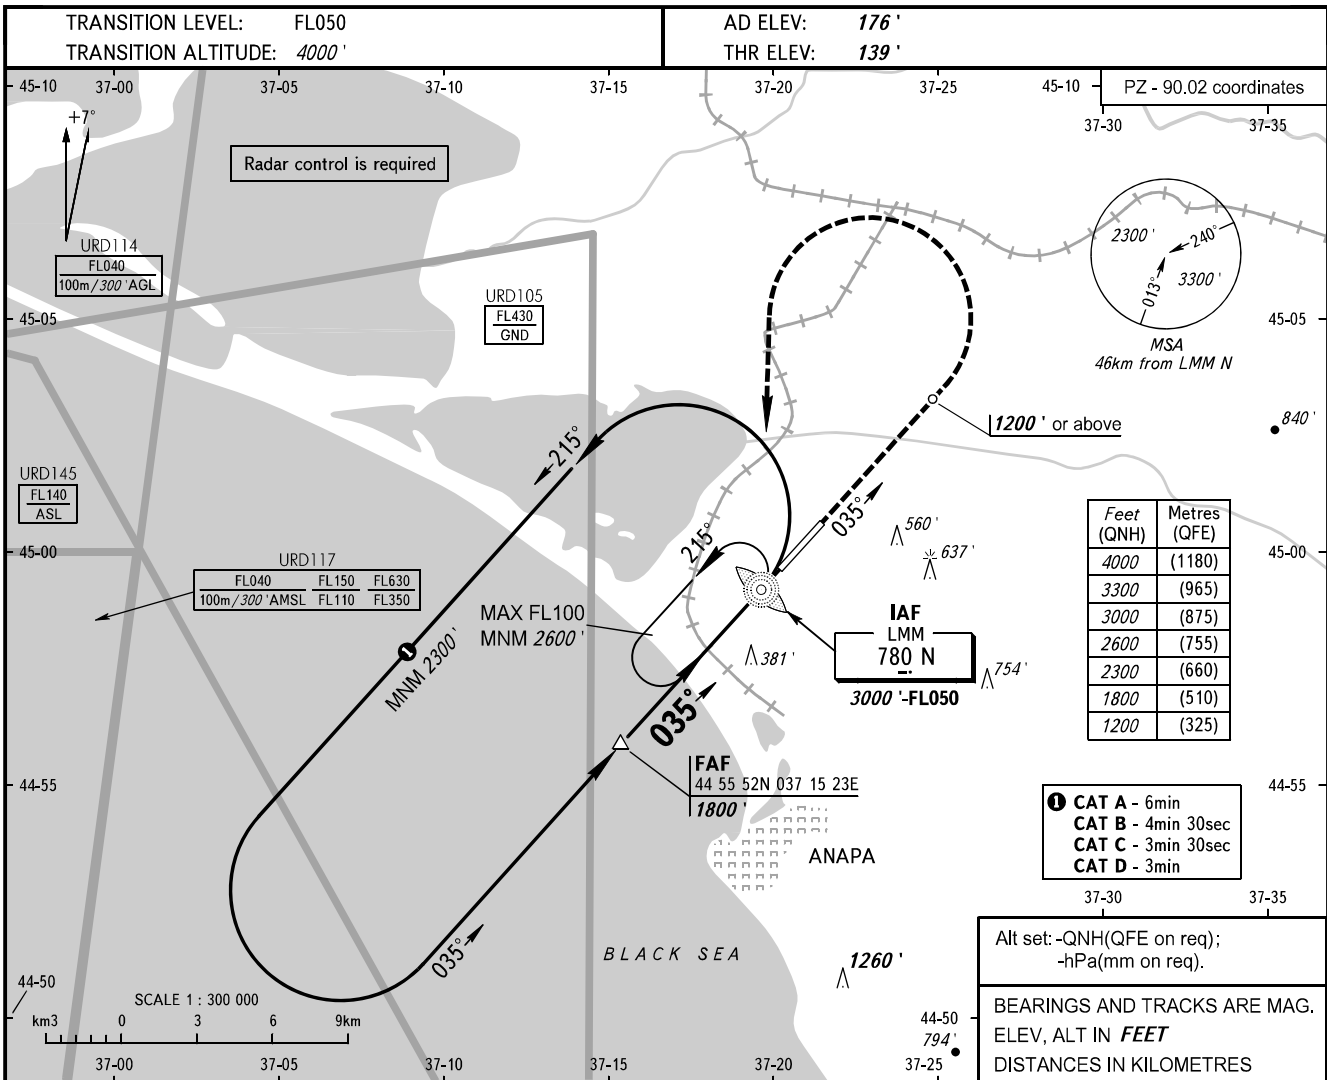 TRANSITION LEVEL: FL050
TRANSITION ALTITUDE: 4000 '
AD ELEV: 176 '
THR ELEV: 139 '
45-10
37-00
37-05
37-10
37-15
37-20
37-25
45-10
PZ - 90.02 coordinates
37-30
37-35
+7°
Radar control is required
URD114
FL040
100m/300 'AGL
URD105
FL430
GND
2300 '
240°
3300 '
013°
MSA
46km from LMM N
45-05
45-05
1200 ' or above
840 '
215°
URD145
FL140
ASL
035°
560 '
637 '
Feet (QNH)
Metres (QFE)
4000 (1180)
3300 (965)
3000 (875)
2600 (755)
2300 (660)
1800 (510)
1200 (325)
45-00
45-00
215°
URD117
FL040 FL150 FL630
100m/300 'AMSL FL110 FL350
MAX FL100
MNM 2600 '
IAF
LMM
780 N
3000 '-FL050
1
MNM 2300'
381 '
754 '
035°
FAF
44 55 52N 037 15 23E
1800 '
44-55
44-55
1 CAT A - 6min
CAT B - 4min 30sec
CAT C - 3min 30sec
CAT D - 3min
ANAPA
37-30
37-35
035°
BLACK SEA
1260 '
Alt set: -QNH(QFE on req);
-hPa(mm on req).
44-50
SCALE 1 : 300 000
km3 0 3 6 9km
44-50
794'
BEARINGS AND TRACKS ARE MAG.
ELEV, ALT IN FEET
DISTANCES IN KILOMETRES
37-00
37-05
37-10
37-15
37-20
37-25